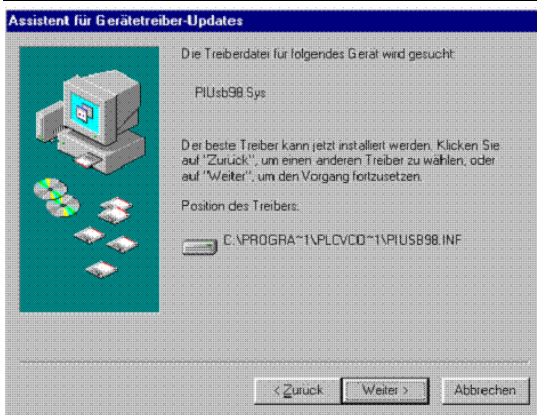 Assistent für Gerätetreiber-Updates
Die Treiberdatei für folgendes Gerät wird gesucht:
PIUsb98.Sys
Der beste Treiber kann jetzt installiert werden. Klicken Sie
auf "Zurück", um einen anderen Treiber zu wählen, oder
auf "Weiter", um den Vorgang fortzusetzen.
Position des Treibers:
C:\PROGRA~1\PLCVCO~1\PIUSB98.INF
< Zurück Weiter > Abbrechen